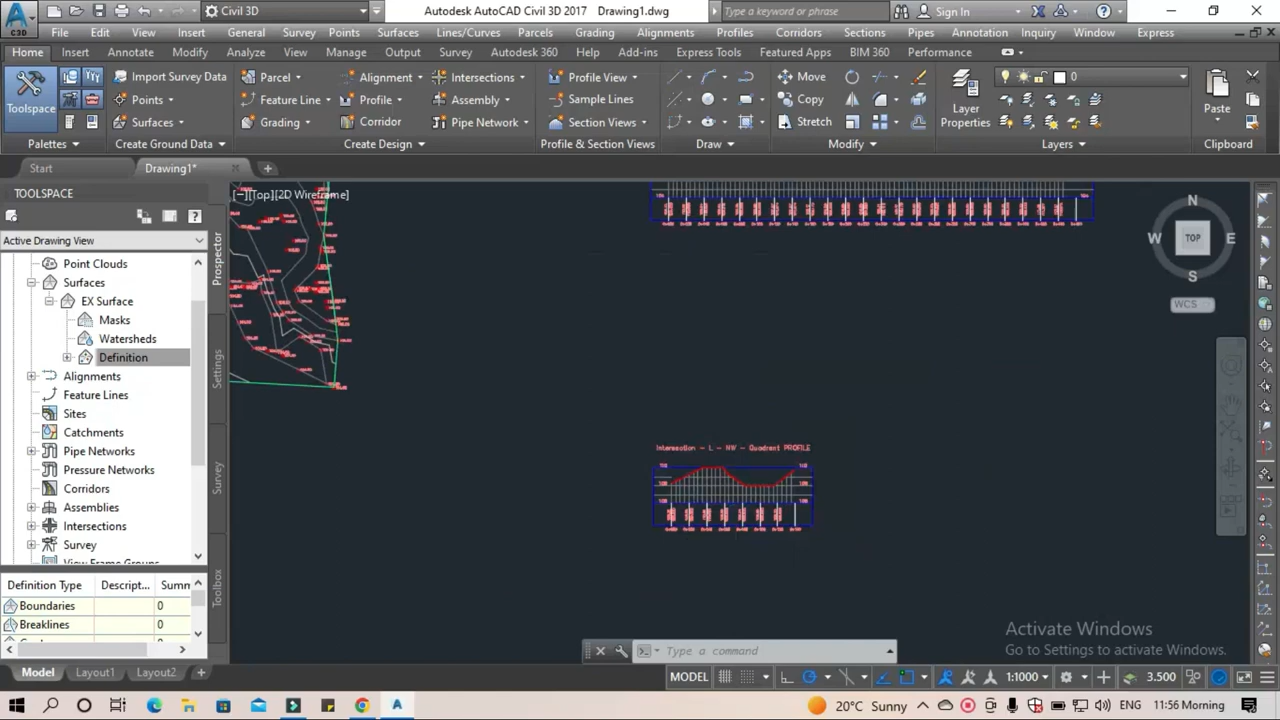 C3D
Civil 3D
Autodesk AutoCAD Civil 3D 2017 Drawing1.dwg
Type a keyword or phrase
Sign In
File Edit View Insert General Survey Points Surfaces Lines/Curves Parcels Grading Alignments Profiles Corridors Sections Pipes Annotation Inquiry Window Express
Home Insert Annotate Modify Analyze View Manage Output Survey Autodesk 360 Help Add-ins Express Tools Featured Apps BIM 360 Performance
Toolspace
Import Survey Data
Points
Surfaces
Parcel
Feature Line
Grading
Alignment
Profile
Corridor
Intersections
Assembly
Pipe Network
Profile View
Sample Lines
Section Views
Move
Copy
Stretch
Layer
Properties
0
Paste
Palettes Create Ground Data Create Design Profile & Section Views Draw Modify Layers Clipboard
Start Drawing1*
TOOLSPACE
Active Drawing View
Point Clouds
Surfaces
EX Surface
Masks
Watersheds
Definition
Alignments
Feature Lines
Sites
Catchments
Pipe Networks
Pressure Networks
Corridors
Assemblies
Intersections
Survey
View Frame Groups
Definition Type Descript... Summ
Boundaries 0
Breaklines 0
Prospector
Settings
Survey
Toolbox
[−][Top][2D Wireframe]
N
W TOP E
S
WCS
Intersection - L - NW - Quadrant PROFILE
Activate Windows
Go to Settings to activate Windows.
Type a command
Model Layout1 Layout2
MODEL 1:1000 3.500
20°C Sunny ENG 11:56 Morning